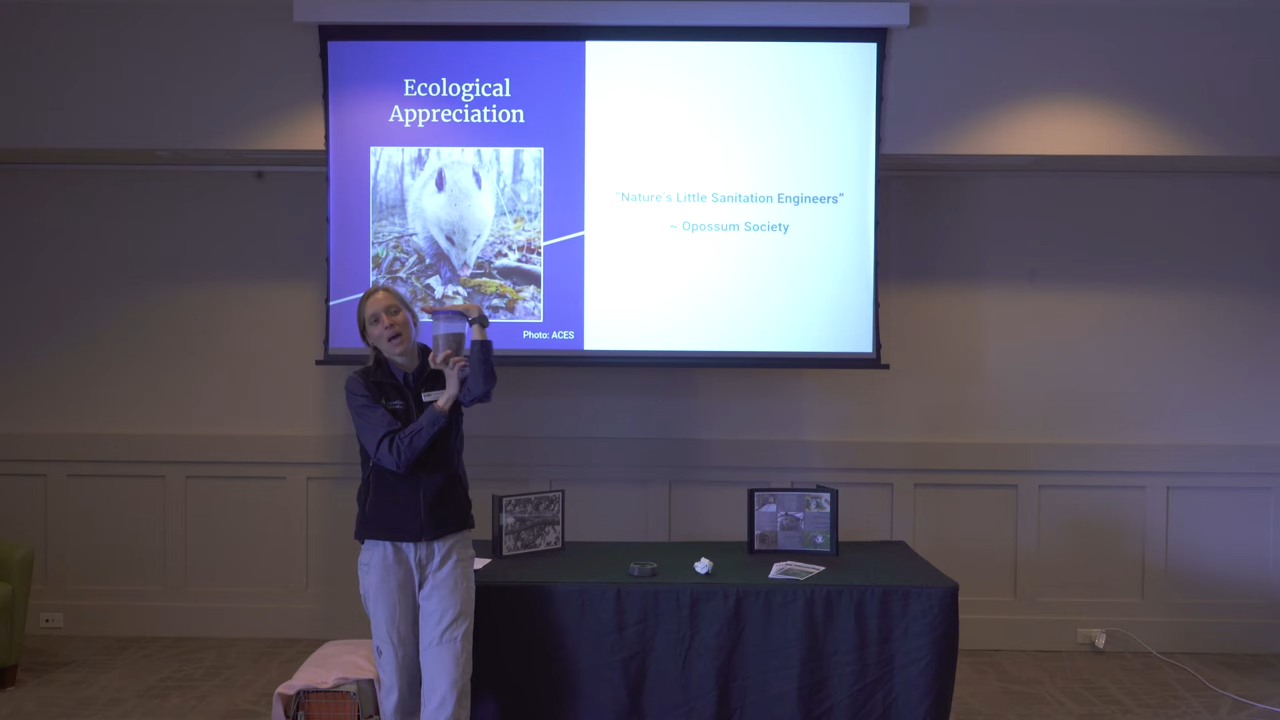 Ecological
Appreciation
"Nature's Little Sanitation Engineers"
~ Opossum Society
Photo: ACES